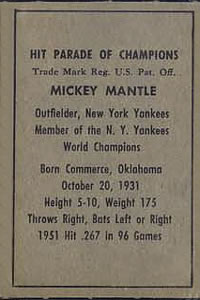 HIT PARADE OF CHAMPIONS
Trade Mark Reg. U.S. Pat. Off.
MICKEY MANTLE
Outfielder, New York Yankees
Member of the N. Y. Yankees
World Champions
Born Commerce, Oklahoma
October 20, 1931
Height 5-10, Weight 175
Throws Right, Bats Left or Right
1951 Hit .267 in 96 Games